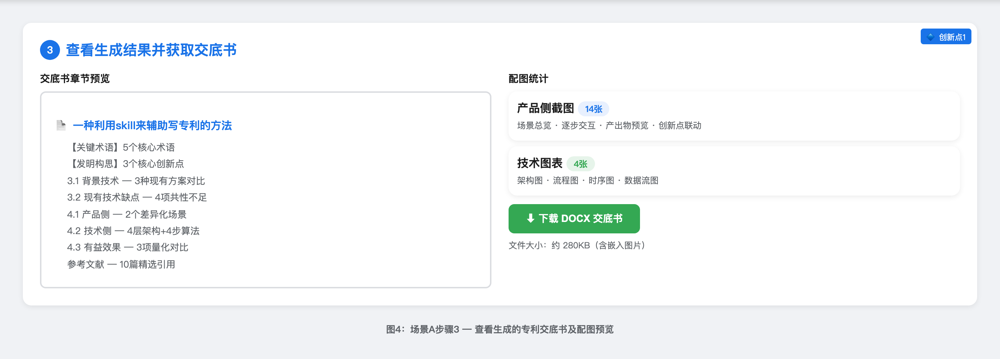 创新点1
3 查看生成结果并获取交底书
交底书章节预览
一种利用skill来辅助写专利的方法
【关键术语】5个核心术语
【发明构思】3个核心创新点
3.1 背景技术 — 3种现有方案对比
3.2 现有技术缺点 — 4项共性不足
4.1 产品侧 — 2个差异化场景
4.2 技术侧 — 4层架构+4步算法
4.3 有益效果 — 3项量化对比
参考文献 — 10篇精选引用
配图统计
产品侧截图 14张
场景总览 · 逐步交互 · 产出物预览 · 创新点联动
技术图表 4张
架构图 · 流程图 · 时序图 · 数据流图
⬇ 下载 DOCX 交底书
文件大小：约 280KB（含嵌入图片）
图4：场景A步骤3 — 查看生成的专利交底书及配图预览